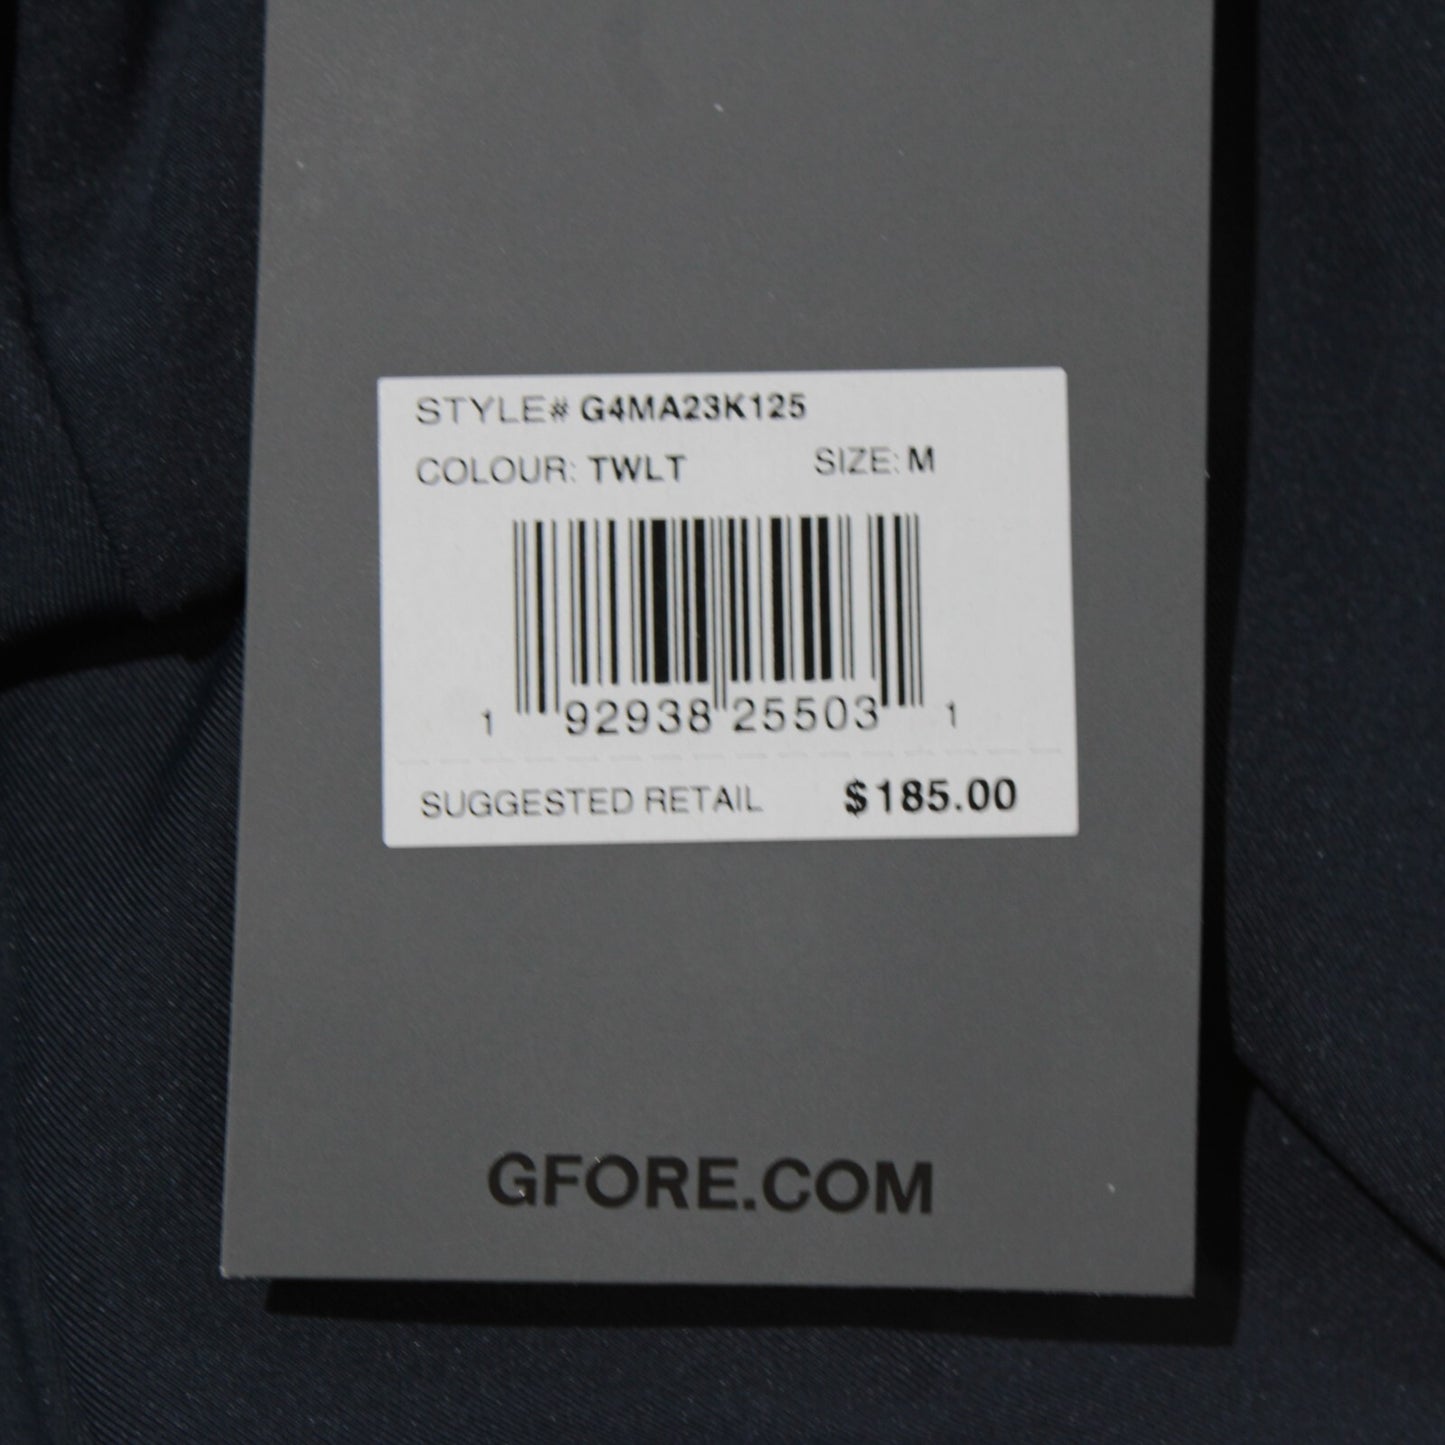 STYLE# G4MA23K125
COLOUR: TWLT SIZE: M
1 92938 25503 1
SUGGESTED RETAIL $185.00
GFORE.COM